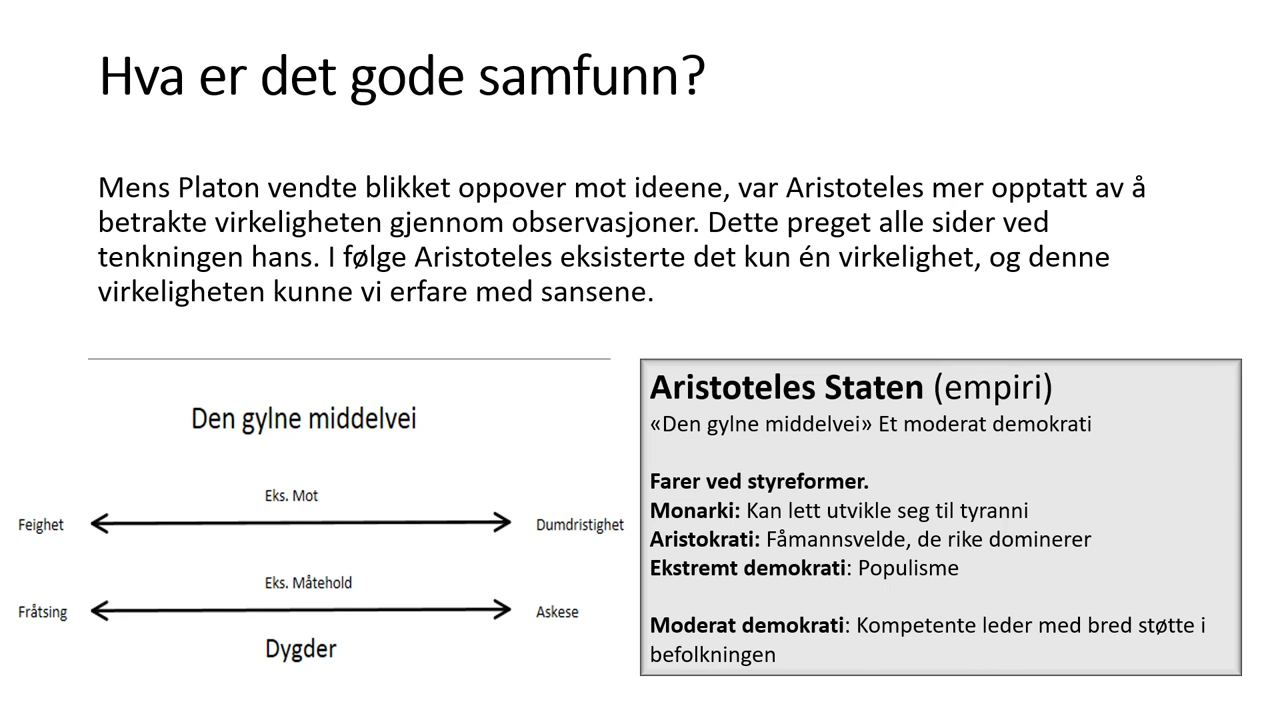 Hva er det gode samfunn?
Mens Platon vendte blikket oppover mot ideene, var Aristoteles mer opptatt av å
betrakte virkeligheten gjennom observasjoner. Dette preget alle sider ved
tenkningen hans. I følge Aristoteles eksisterte det kun én virkelighet, og denne
virkeligheten kunne vi erfare med sansene.
Den gylne middelvei
Eks. Mot
Feighet
Dumdristighet
Eks. Måtehold
Fråtsing
Askese
Dygder
Aristoteles Staten (empiri)
«Den gylne middelvei» Et moderat demokrati
Farer ved styreformer.
Monarki: Kan lett utvikle seg til tyranni
Aristokrati: Fåmannsvelde, de rike dominerer
Ekstremt demokrati: Populisme
Moderat demokrati: Kompetente leder med bred støtte i
befolkningen